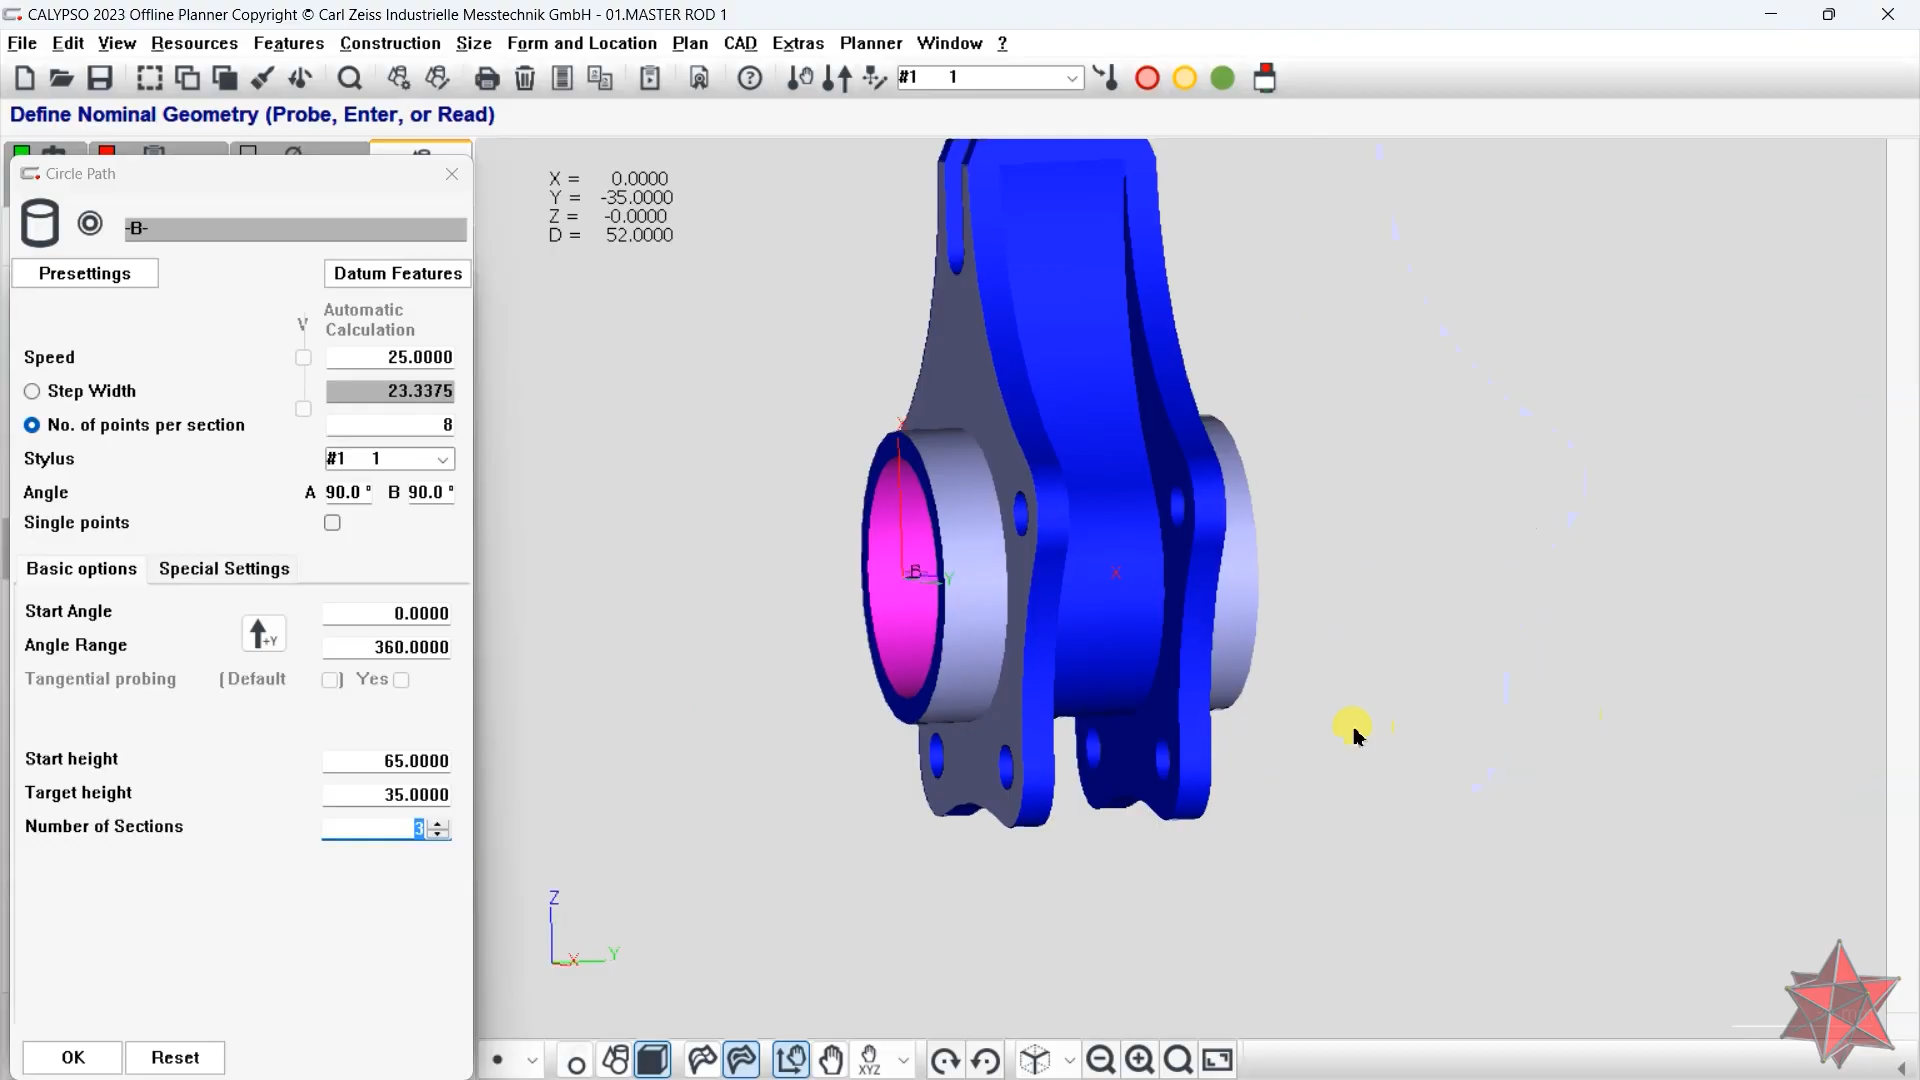 CALYPSO 2023 Offline Planner Copyright © Carl Zeiss Industrielle Messtechnik GmbH - 01.MASTER ROD 1
File Edit View Resources Features Construction Size Form and Location Plan CAD Extras Planner Window ?
#1 1
Define Nominal Geometry (Probe, Enter, or Read)
Circle Path
-B-
Presettings Datum Features
Automatic
Calculation
Speed 25.0000
Step Width 23.3375
No. of points per section 8
Stylus #1 1
Angle A 90.0 ° B 90.0 °
Single points
Basic options Special Settings
Start Angle 0.0000
+Y
Angle Range 360.0000
Tangential probing (Default ) Yes
Start height 65.0000
Target height 35.0000
Number of Sections 3
OK Reset
X = 0.0000
Y = -35.0000
Z = -0.0000
D = 52.0000
X
-B- Y
X
Z
X Y
XYZ